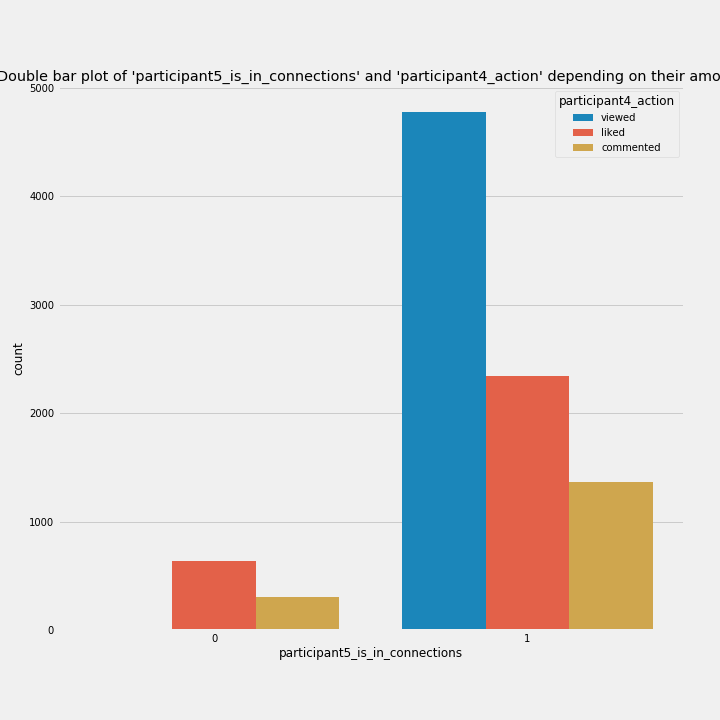 Double bar plot of 'participant5_is_in_connections' and 'participant4_action' depending on their amo
participant4_action
viewed
liked
commented
5000
4000
3000
2000
1000
0
count
0 1
participant5_is_in_connections